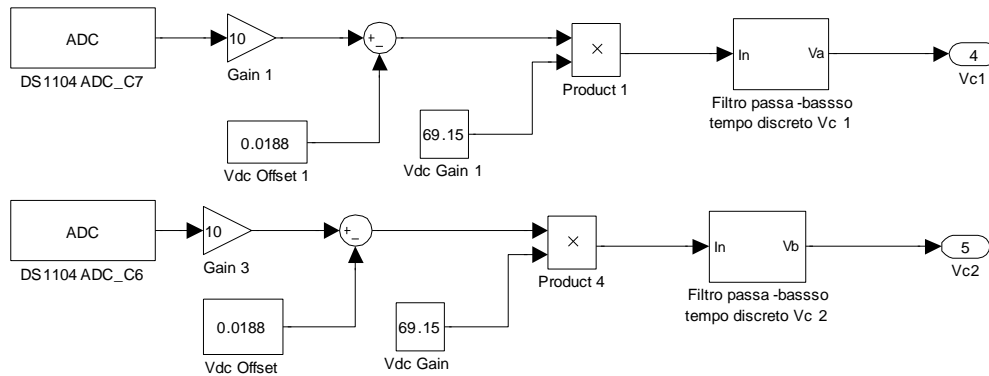 ADC
DS1104 ADC_C7
10
Gain 1
+
_
0.0188
Vdc Offset 1
69.15
Vdc Gain 1
×
Product 1
In
Va
Filtro passa -bassso
tempo discreto Vc 1
4
Vc1
ADC
DS1104 ADC_C6
10
Gain 3
+
_
0.0188
Vdc Offset
69.15
Vdc Gain
×
Product 4
In
Vb
Filtro passa -bassso
tempo discreto Vc 2
5
Vc2